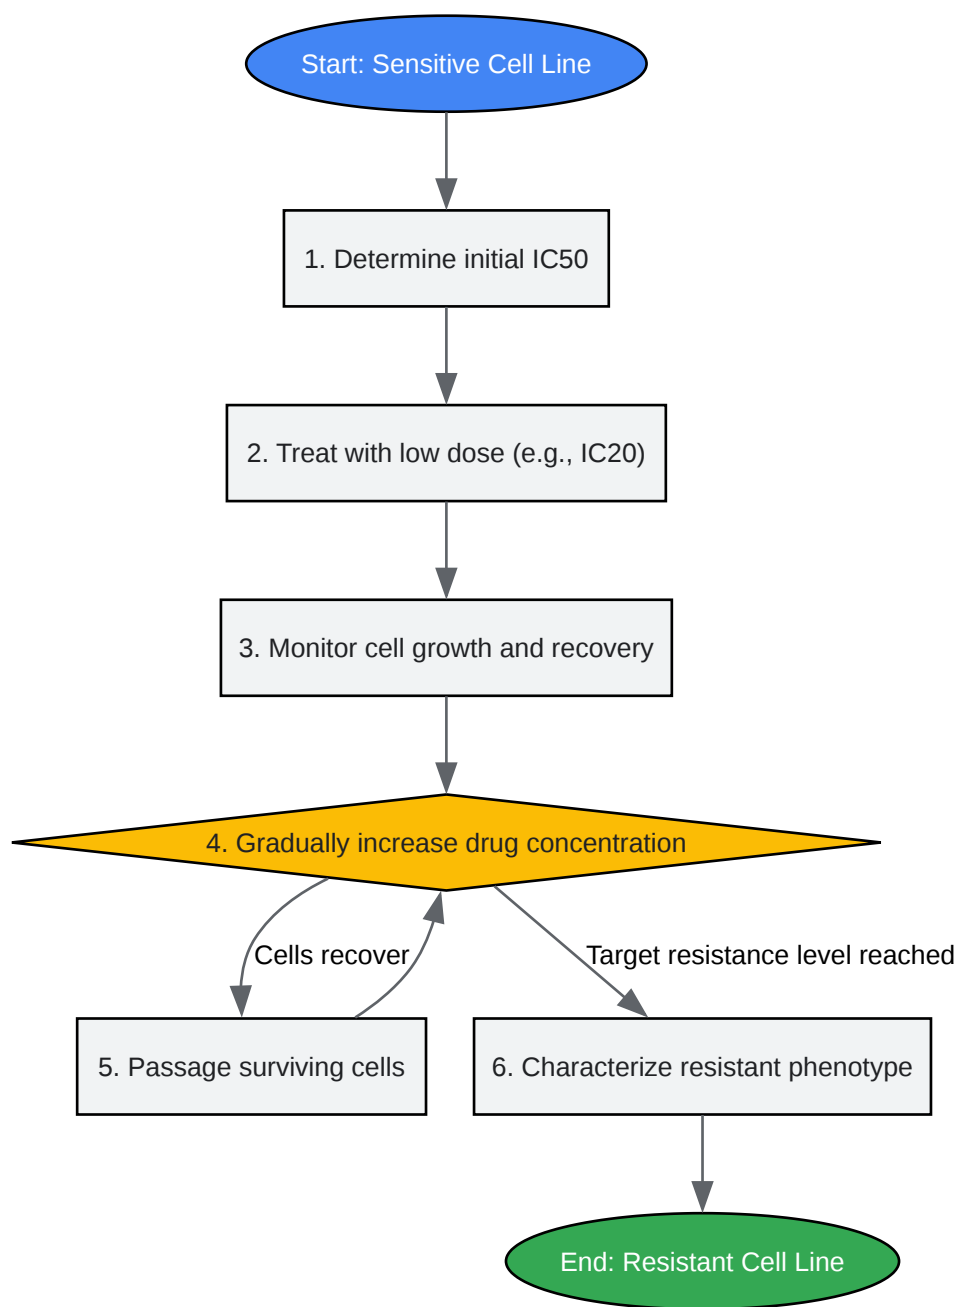 Start: Sensitive Cell Line
1. Determine initial IC50
2. Treat with low dose (e.g., IC20)
3. Monitor cell growth and recovery
4. Gradually increase drug concentration
Cells recover
Target resistance level reached
5. Passage surviving cells
6. Characterize resistant phenotype
End: Resistant Cell Line